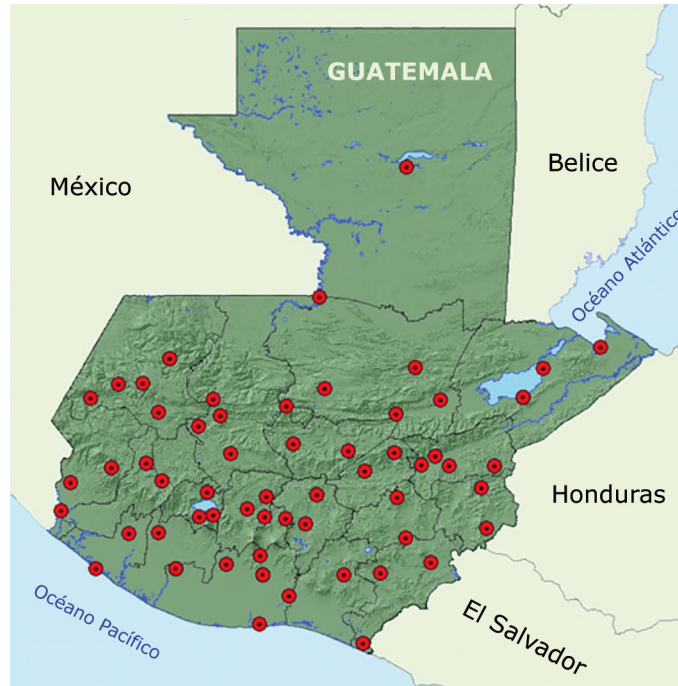 GUATEMALA
Belice
México
Océano Atlántico
Honduras
Océano Pacífico
El Salvador